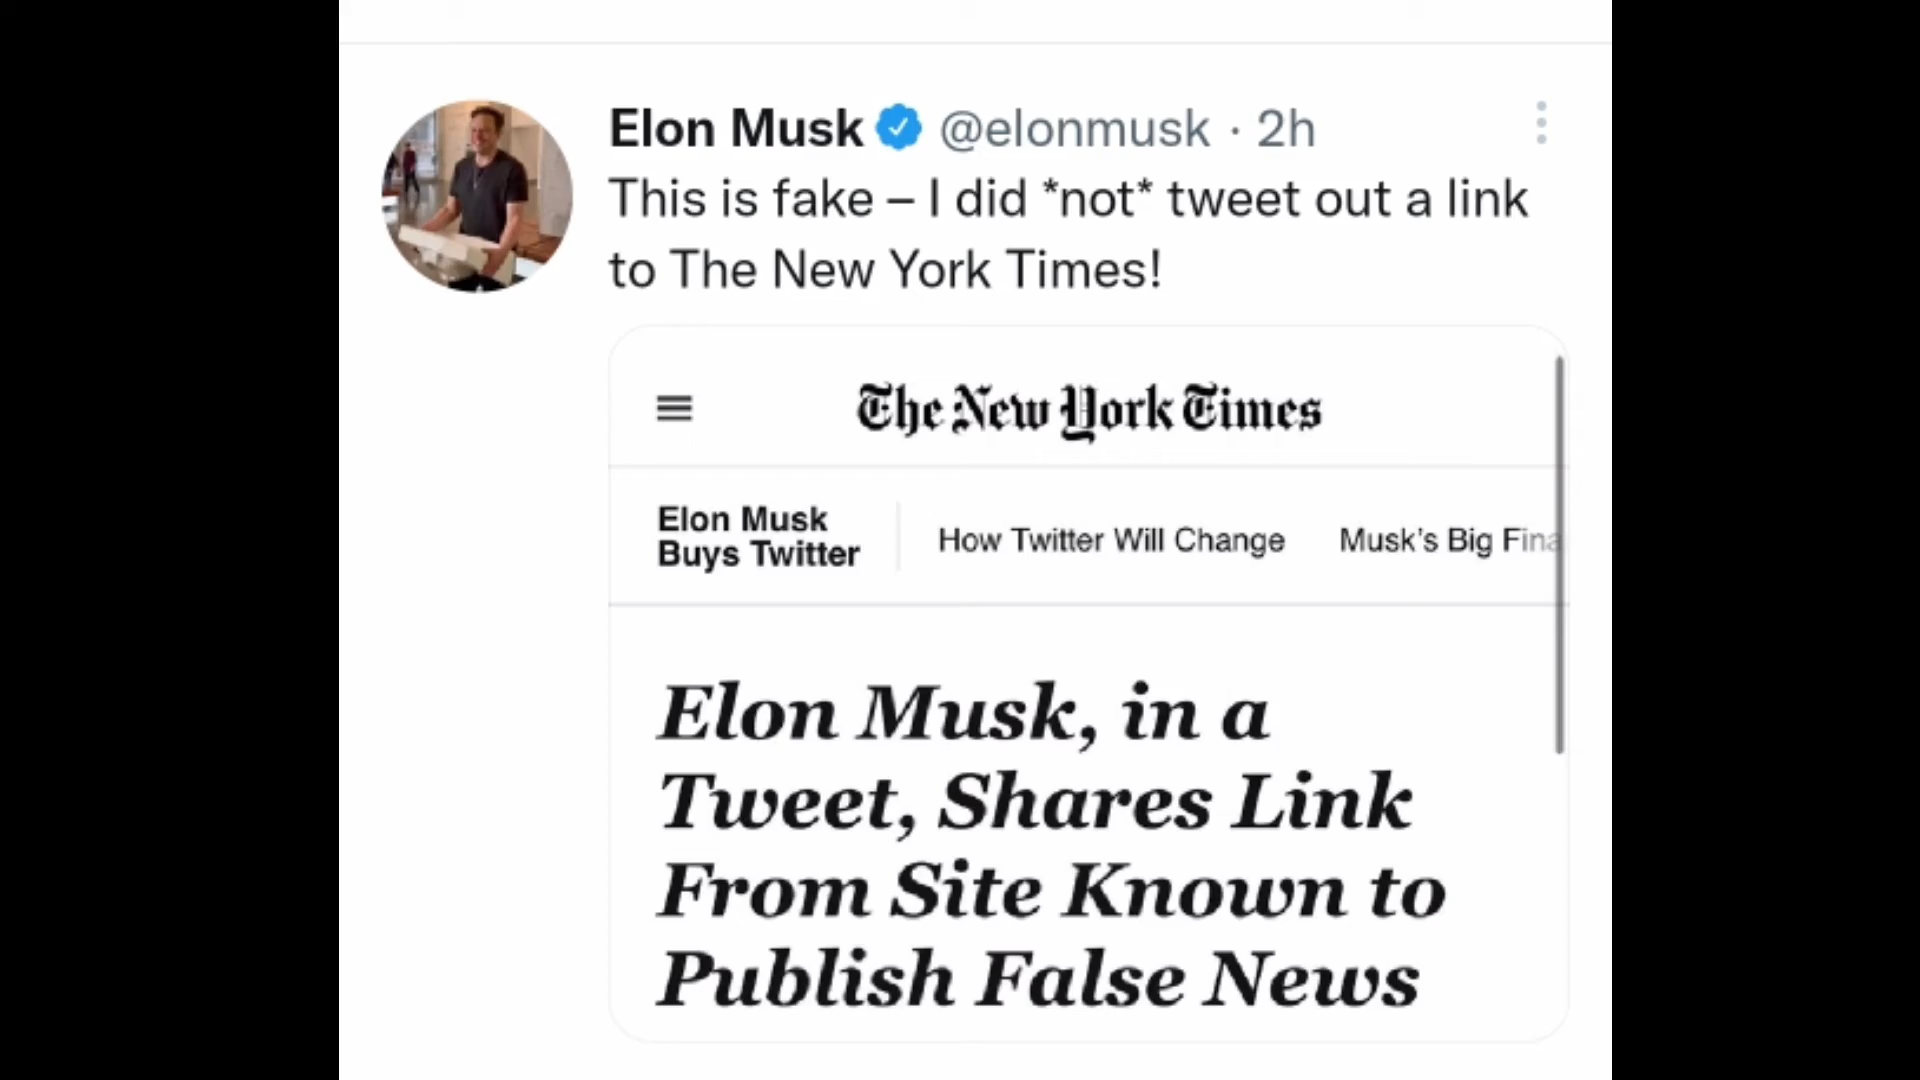 Elon Musk @elonmusk · 2h
This is fake – I did *not* tweet out a link
to The New York Times!
The New York Times
Elon Musk
Buys Twitter
How Twitter Will Change
Musk's Big Fina
Elon Musk, in a
Tweet, Shares Link
From Site Known to
Publish False News